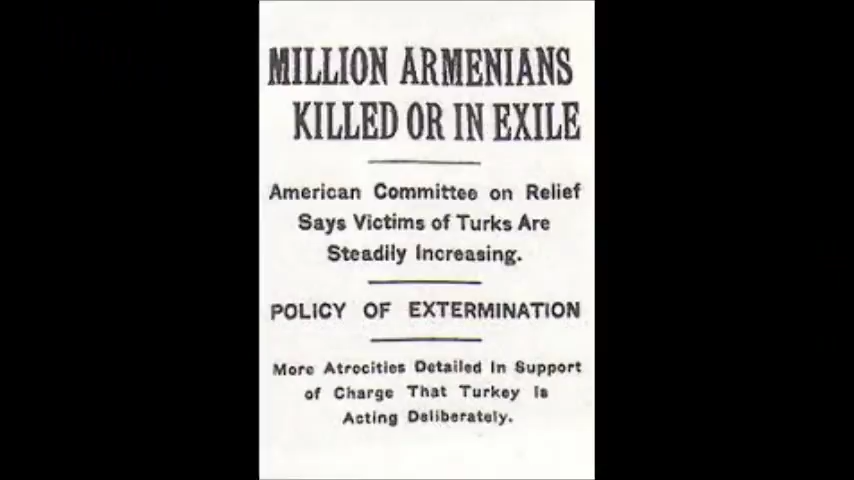 MILLION ARMENIANS
KILLED OR IN EXILE
American Committee on Relief
Says Victims of Turks Are
Steadily Increasing.
POLICY OF EXTERMINATION
More Atrocities Detailed in Support
of Charge That Turkey is
Acting Deliberately.